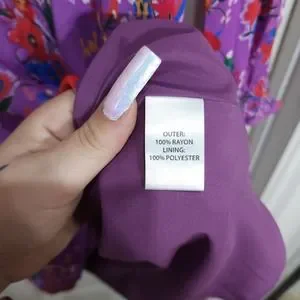 OUTER:
100% RAYON
LINING:
100% POLYESTER